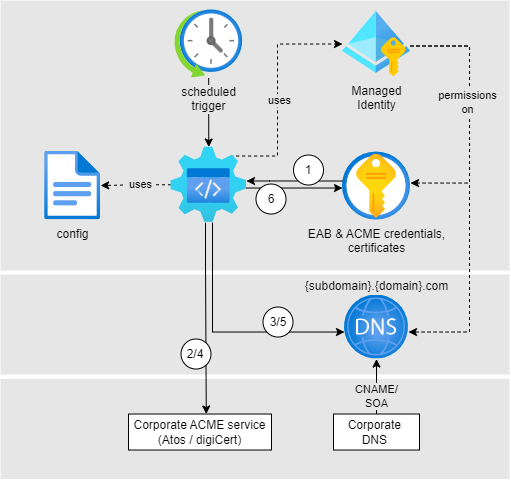 scheduled
trigger
uses
Managed
Identity
permissions
on
</>
1
uses
6
config
EAB & ACME credentials,
certificates
{subdomain}.{domain}.com
3/5
DNS
2/4
CNAME/
SOA
Corporate ACME service
(Atos / digiCert)
Corporate
DNS